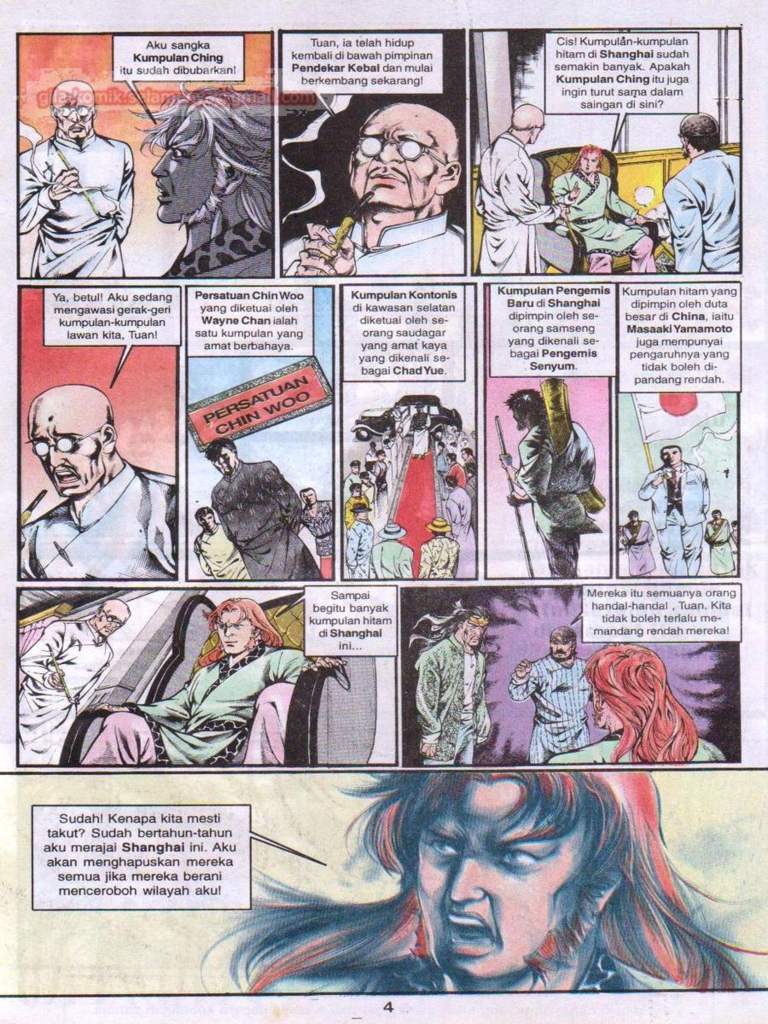 Aku sangka
Kumpulan Ching
itu sudah dibubarkan!
Tuan, ia telah hidup
kembali di bawah pimpinan
Pendekar Kebal dan mulai
berkembang sekarang!
Cis! Kumpulan-kumpulan
hitam di Shanghai sudah
semakin banyak. Apakah
Kumpulan Ching itu juga
ingin turut sama dalam
saingan di sini?
Ya, betul! Aku sedang
mengawasi gerak-geri
kumpulan-kumpulan
lawan kita, Tuan!
Persatuan Chin Woo
yang diketuai oleh
Wayne Chan ialah
satu kumpulan yang
amat berbahaya.
PERSATUAN
CHIN WOO
Kumpulan Kontonis
di kawasan selatan
diketuai oleh se-
orang saudagar
yang amat kaya
yang dikenali se-
bagai Chad Yue.
Kumpulan Pengemis
Baru di Shanghai
dipimpin oleh se-
orang samseng
yang dikenali se-
bagai Pengemis
Senyum.
Kumpulan hitam yang
dipimpin oleh duta
besar di China, iaitu
Masaaki Yamamoto
juga mempunyai
pengaruhnya yang
tidak boleh di-
pandang rendah.
Sampai
begitu banyak
kumpulan hitam
di Shanghai
ini...
Mereka itu semuanya orang
handal-handal , Tuan. Kita
tidak boleh terlalu me-
mandang rendah mereka!
Sudah! Kenapa kita mesti
takut? Sudah bertahun-tahun
aku merajai Shanghai ini. Aku
akan menghapuskan mereka
semua jika mereka berani
menceroboh wilayah aku!
4